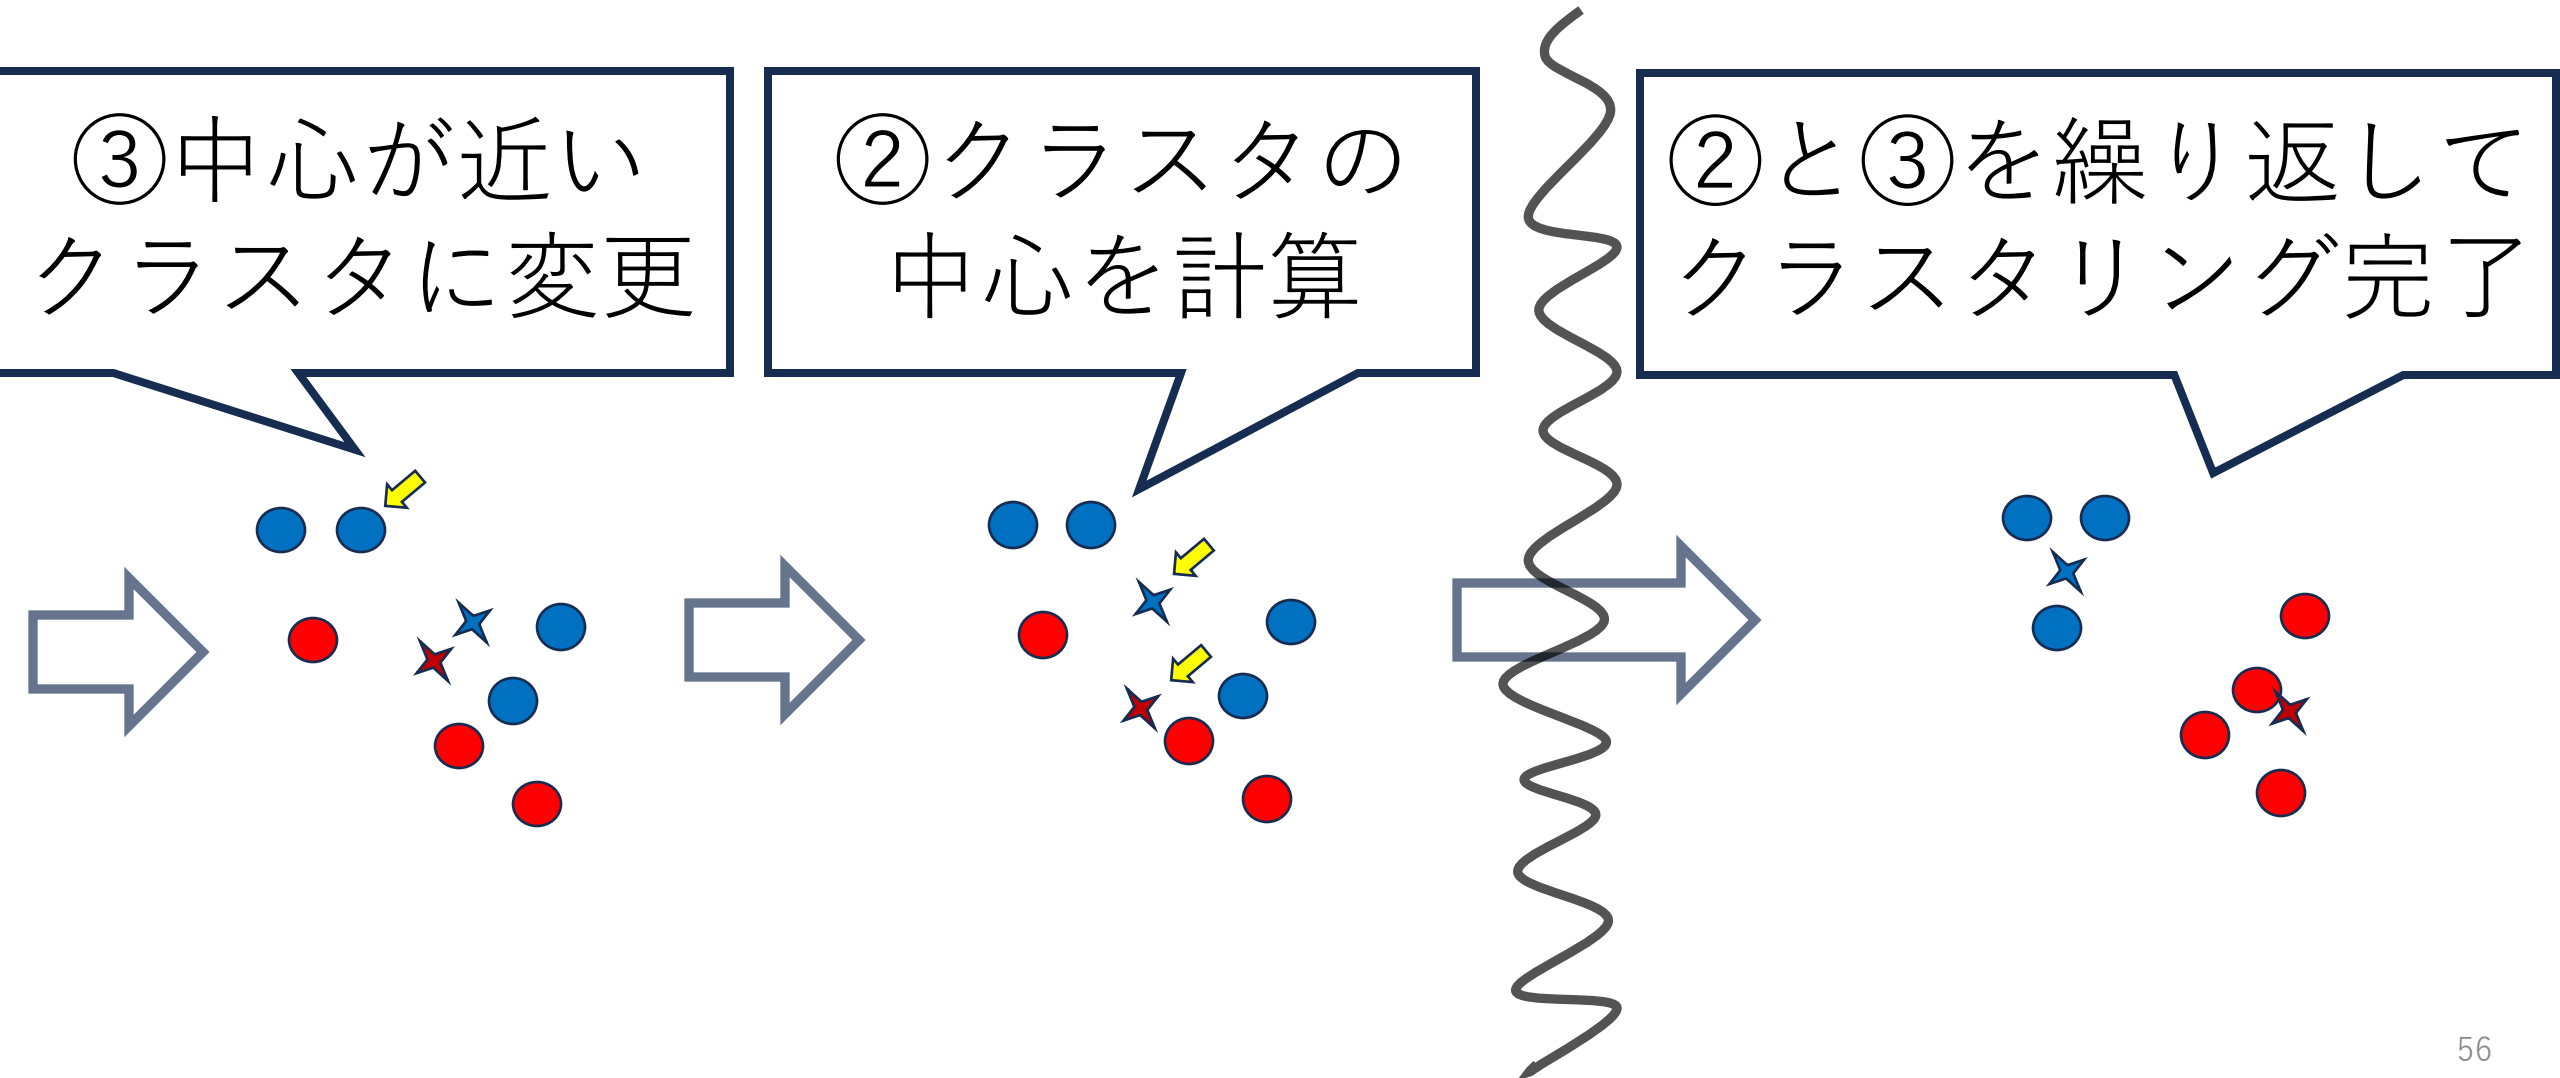 ③中心が近い
クラスタに変更
②クラスタの
中心を計算
②と③を繰り返して
クラスタリング完了
56